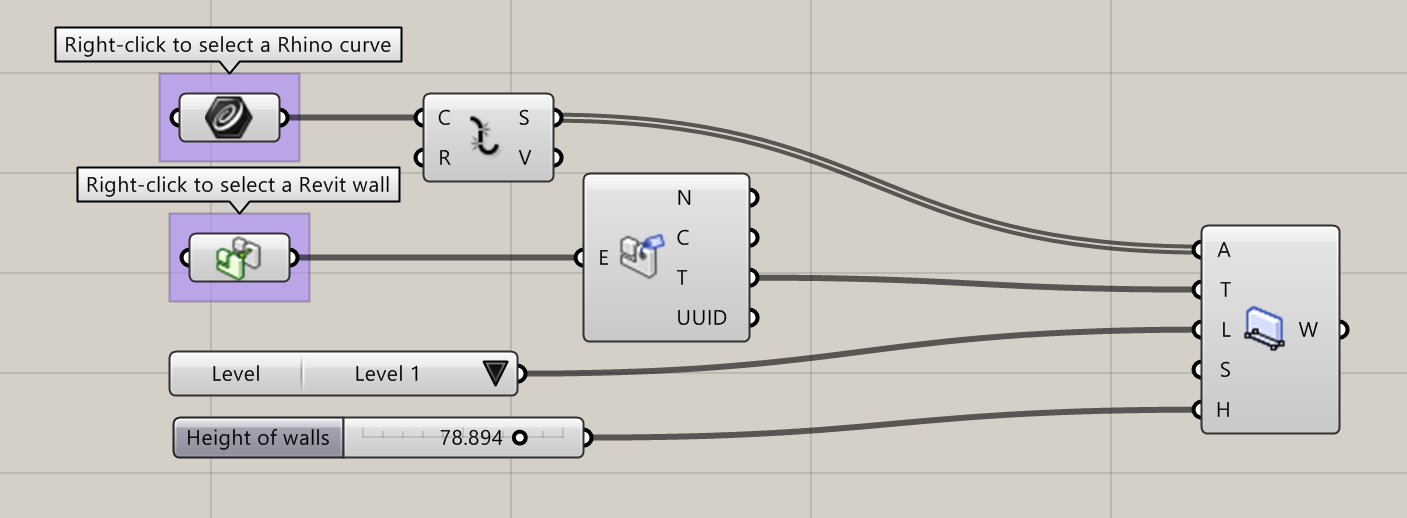 Right-click to select a Rhino curve
C S
R V
Right-click to select a Revit wall
N
C
E
T
UUID
A
T
L W
S
H
Level Level 1
Height of walls 78.894